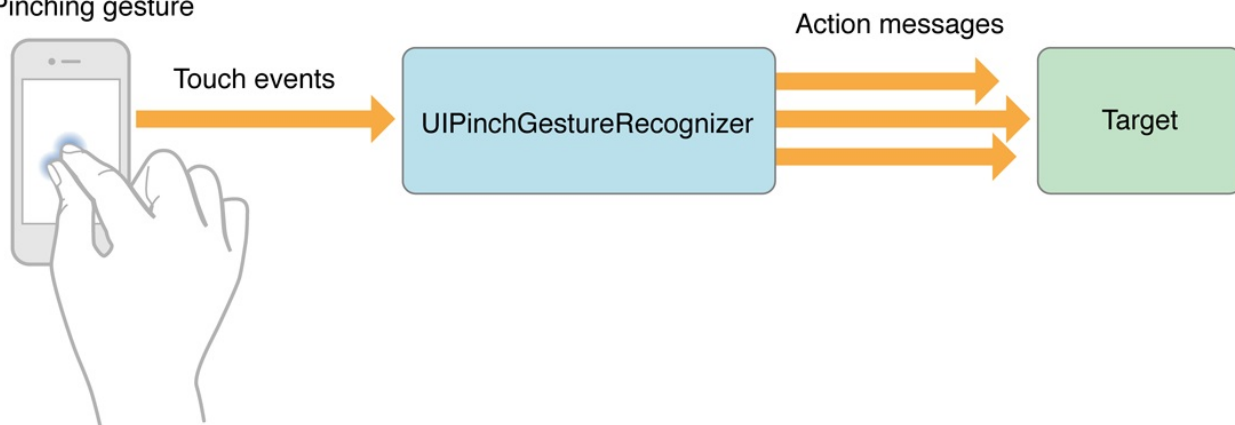 Pinching gesture
Touch events
Action messages
UIPinchGestureRecognizer
Target